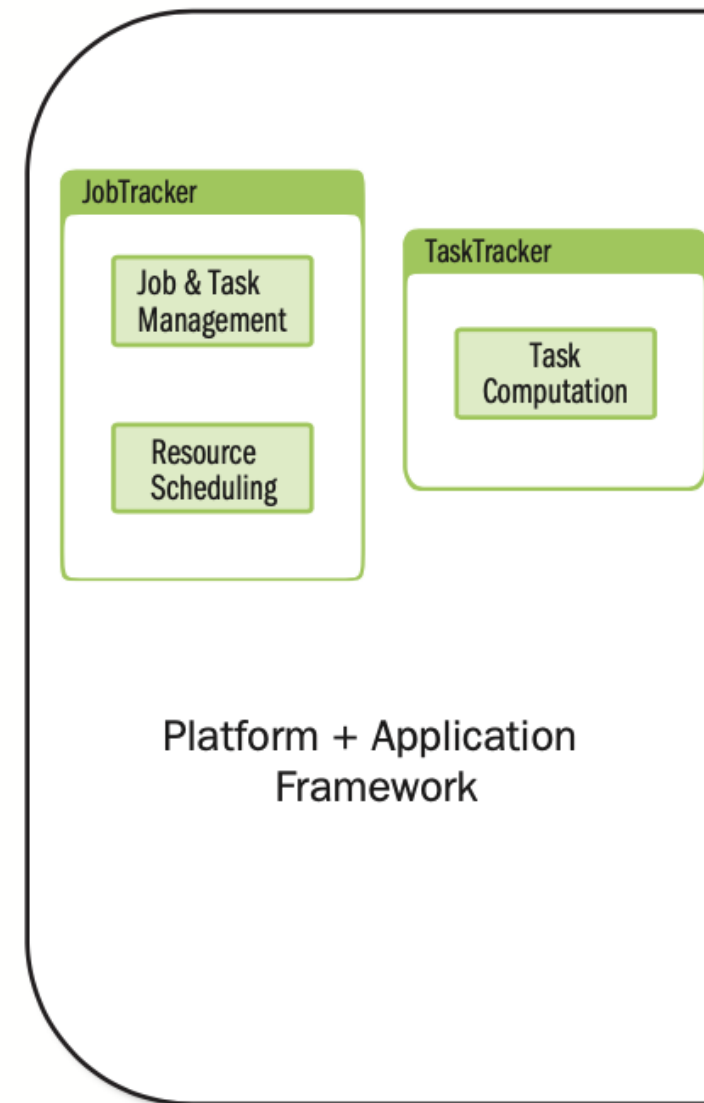 JobTracker
Job & Task
Management
Resource
Scheduling
TaskTracker
Task
Computation
Platform + Application
Framework